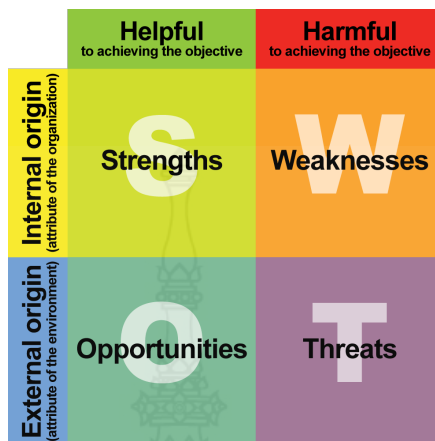 Helpful
to achieving the objective
Harmful
to achieving the objective
Internal origin
(attribute of the organization)
S
Strengths
W
Weaknesses
External origin
(attribute of the environment)
O
Opportunities
T
Threats